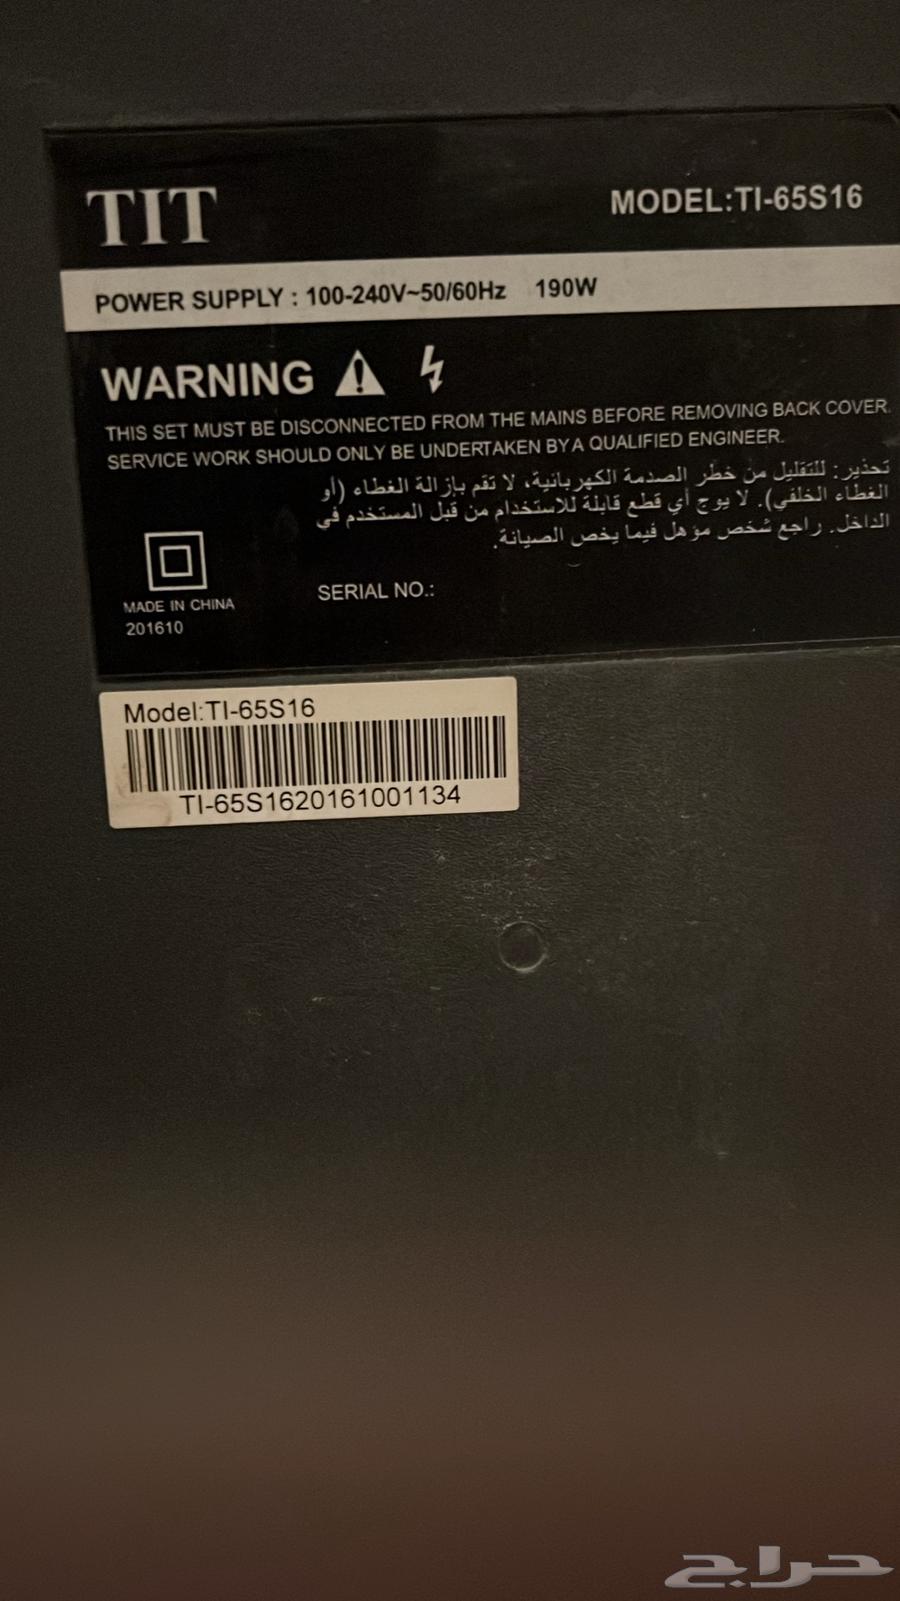 TIT
MODEL:TI-65S16
POWER SUPPLY : 100-240V~50/60Hz 190W
WARNING
THIS SET MUST BE DISCONNECTED FROM THE MAINS BEFORE REMOVING BACK COVER.
SERVICE WORK SHOULD ONLY BE UNDERTAKEN BY A QUALIFIED ENGINEER.
تحذير: للتقليل من خطر الصدمة الكهربائية، لا تقم بإزالة الغطاء (أو
الغطاء الخلفي). لا يوج أي قطع قابلة للاستخدام من قبل المستخدم في
الداخل. راجع شخص مؤهل فيما يخص الصيانة.
MADE IN CHINA
201610
SERIAL NO.:
Model:TI-65S16
TI-65S1620161001134
حراج